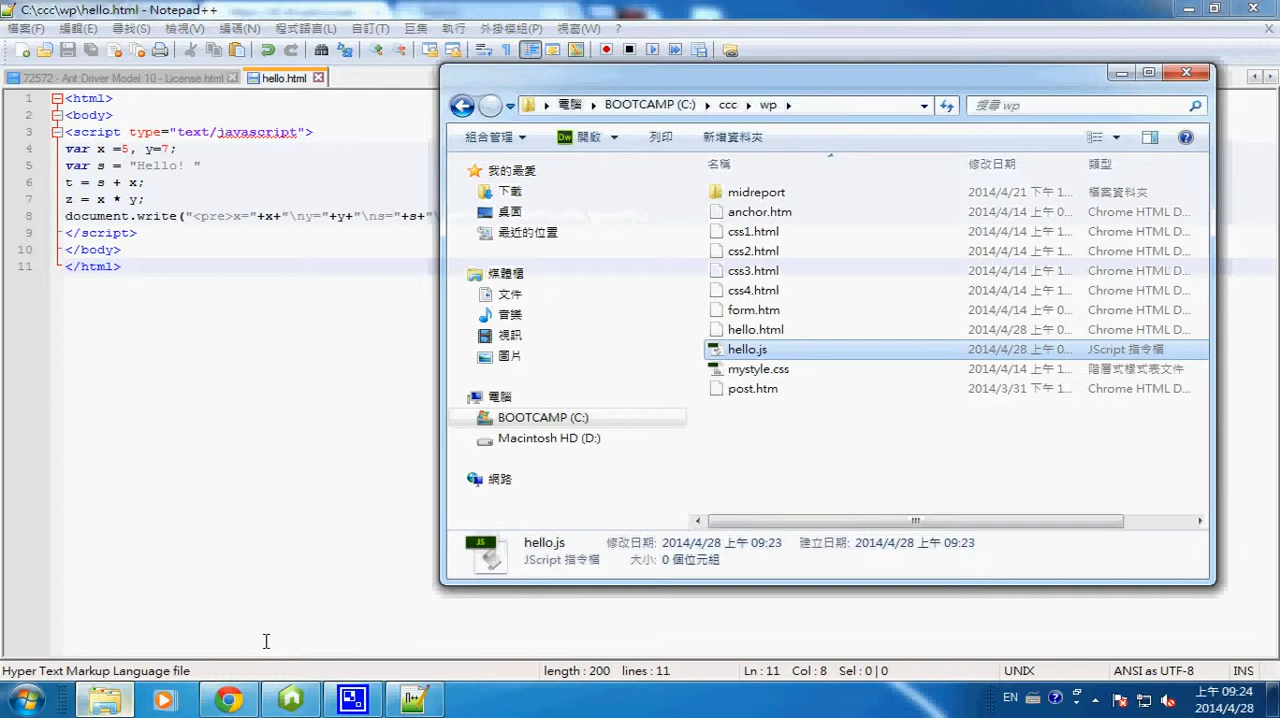 C:\ccc\wp\hello.html - Notepad++
檔案(F) 編輯(E) 尋找(S) 檢視(V) 編碼(N) 程式語言(L) 自訂(T) 巨集 執行 外掛模組(P) 視窗(W) ?
72572 - Ant Driver Model 10 - License.html hello.html
1 <html>
2 <body>
3 <script type="text/javascript">
4 var x =5, y=7;
5 var s = "Hello! "
6 t = s + x;
7 z = x * y;
8 document.write("<pre>x="+x+"\ny="+y+"\ns="+s+"\
9 </script>
10 </body>
11 </html>
電腦 BOOTCAMP (C:) ccc wp
搜尋 wp
組合管理 Dw 開啟 列印 新增資料夾
我的最愛
下載
桌面
最近的位置
媒體櫃
文件
音樂
視訊
圖片
電腦
BOOTCAMP (C:)
Macintosh HD (D:)
網路
名稱 修改日期 類型
midreport 2014/4/21 下午 1... 檔案資料夾
anchor.htm 2014/4/14 上午 0... Chrome HTML D...
css1.html 2014/4/14 上午 0... Chrome HTML D...
css2.html 2014/4/14 上午 0... Chrome HTML D...
css3.html 2014/4/14 上午 1... Chrome HTML D...
css4.html 2014/4/14 上午 1... Chrome HTML D...
form.htm 2014/4/14 上午 0... Chrome HTML D...
hello.html 2014/4/28 上午 0... Chrome HTML D...
hello.js 2014/4/28 上午 0... JScript 指令檔
mystyle.css 2014/4/14 上午 1... 階層式樣式表文件
post.htm 2014/3/31 下午 1... Chrome HTML D...
JS
hello.js 修改日期: 2014/4/28 上午 09:23 建立日期: 2014/4/28 上午 09:23
JScript 指令檔 大小: 0 個位元組
Hyper Text Markup Language file length : 200 lines : 11 Ln : 11 Col : 8 Sel : 0 | 0 UNIX ANSI as UTF-8 INS
EN
上午 09:24
2014/4/28